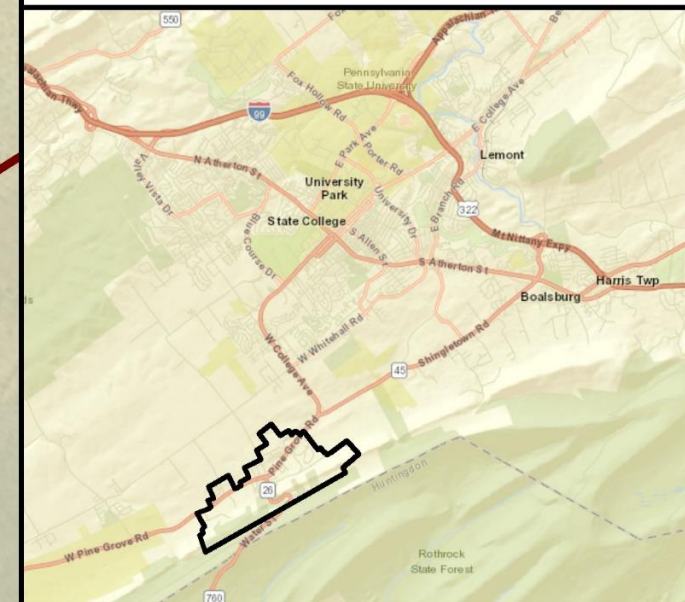 550
Appalachian
Pennsylvania
State University
Fox Hollow Rd
99
E College Ave
E Park Ave
Porter Rd
N Atherton St
Valley Vista Dr
University
Park
Lemont
University Dr
E Branch Rd
State College
322
Blue
Course Dr
S Allen St
Mt Nittany Expy
S Atherton St
Harris Twp
Boalsburg
W Whitehall Rd
W College Ave
Shingletown Rd
45
Pine Grove Rd
Huntingdon
26
Water St
W Pine Grove Rd
Rothrock
State Forest
760